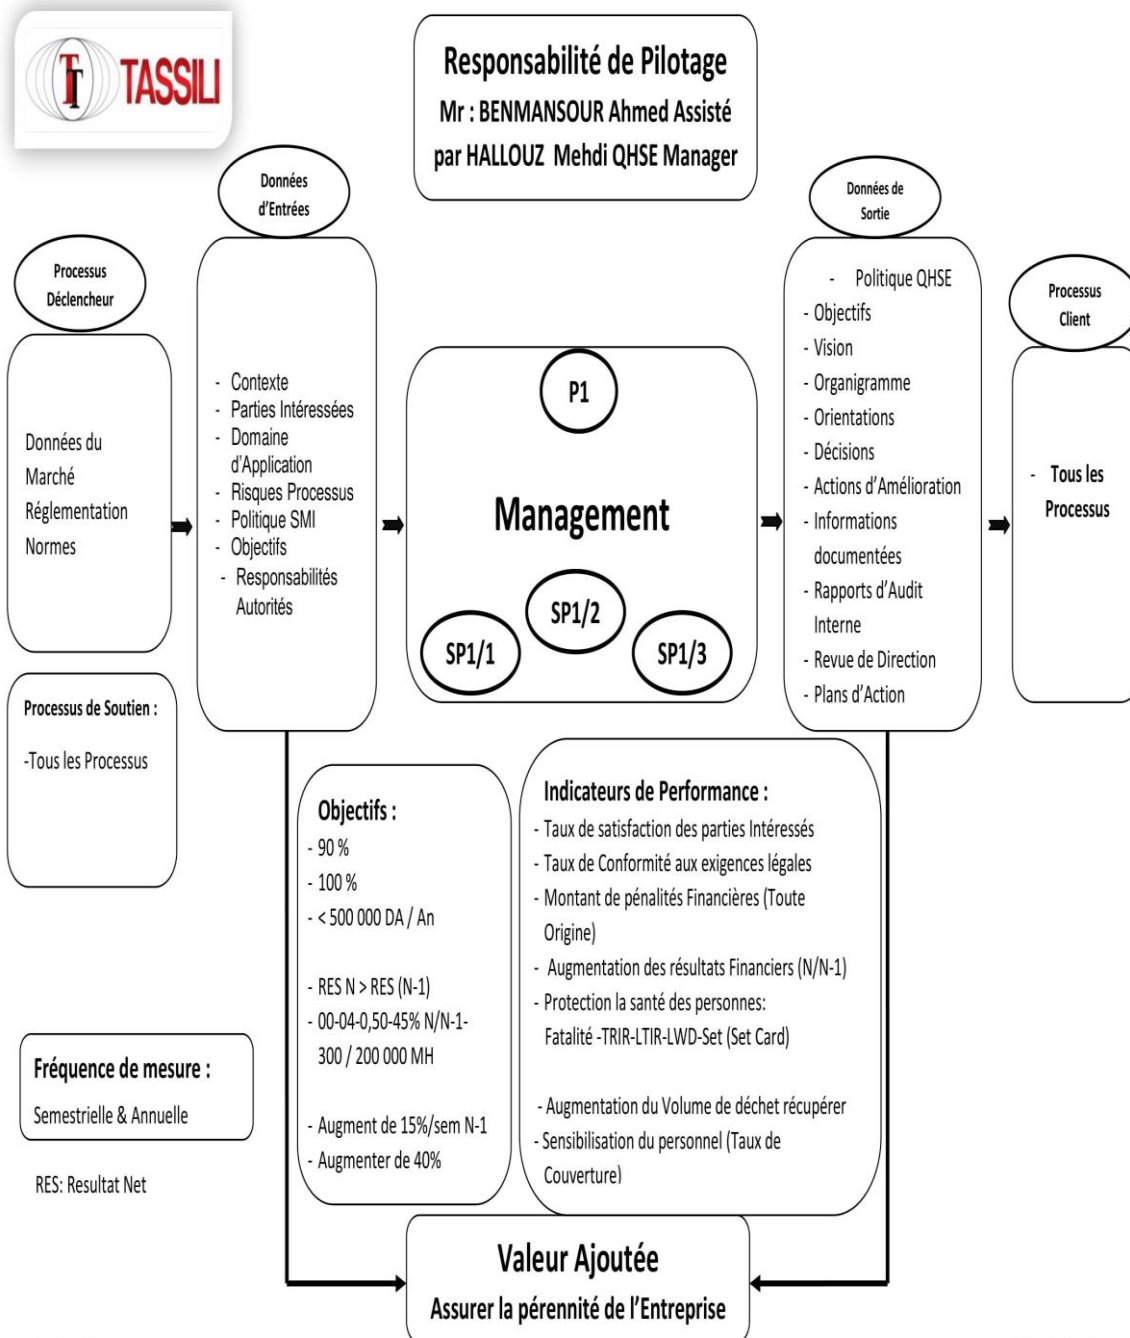 TT TASSILI
Responsabilité de Pilotage
Mr : BENMANSOUR Ahmed Assisté
par HALLOUZ Mehdi QHSE Manager
Processus
Déclencheur
Données du
Marché
Réglementation
Normes
Processus de Soutien :
-Tous les Processus
Données
d'Entrées
- Contexte
- Parties Intéressées
- Domaine
d'Application
- Risques Processus
- Politique SMI
- Objectifs
- Responsabilités
Autorités
P1
Management
SP1/1
SP1/2
SP1/3
Données de
Sortie
- Politique QHSE
- Objectifs
- Vision
- Organigramme
- Orientations
- Décisions
- Actions d'Amélioration
- Informations
documentées
- Rapports d'Audit
Interne
- Revue de Direction
- Plans d'Action
Processus
Client
- Tous les
Processus
Objectifs :
- 90 %
- 100 %
- < 500 000 DA / An
- RES N > RES (N-1)
- 00-04-0,50-45% N/N-1-
300 / 200 000 MH
- Augment de 15%/sem N-1
- Augmenter de 40%
Indicateurs de Performance :
- Taux de satisfaction des parties Intéressés
- Taux de Conformité aux exigences légales
- Montant de pénalités Financières (Toute
Origine)
- Augmentation des résultats Financiers (N/N-1)
- Protection la santé des personnes:
Fatalité -TRIR-LTIR-LWD-Set (Set Card)
- Augmentation du Volume de déchet récupérer
- Sensibilisation du personnel (Taux de
Couverture)
Fréquence de mesure :
Semestrielle & Annuelle
RES: Resultat Net
Valeur Ajoutée
Assurer la pérennité de l'Entreprise